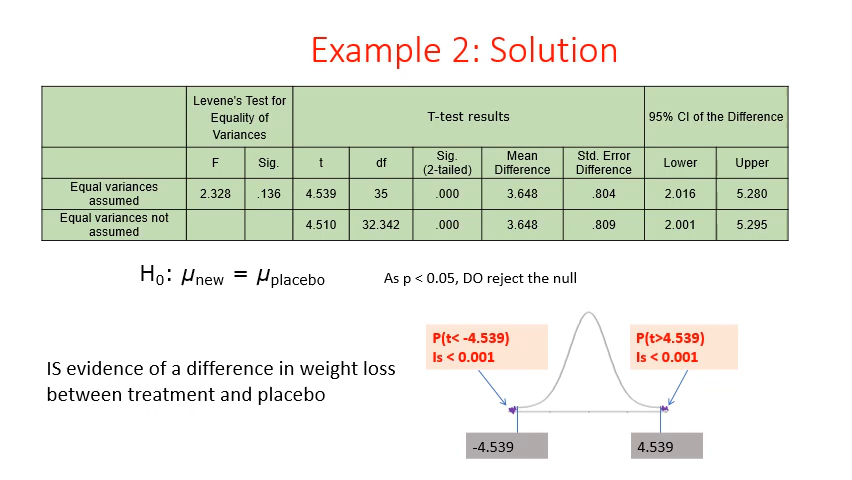 Example 2: Solution
Levene's Test for
Equality of
Variances
T-test results
95% CI of the Difference
F
Sig.
t
df
Sig.
(2-tailed)
Mean
Difference
Std. Error
Difference
Lower
Upper
Equal variances
assumed
2.328
.136
4.539
35
.000
3.648
.804
2.016
5.280
Equal variances not
assumed
4.510
32.342
.000
3.648
.809
2.001
5.295
H₀: μnew = μplacebo
As p < 0.05, DO reject the null
P(t< -4.539)
Is < 0.001
P(t>4.539)
Is < 0.001
IS evidence of a difference in weight loss
between treatment and placebo
-4.539
4.539